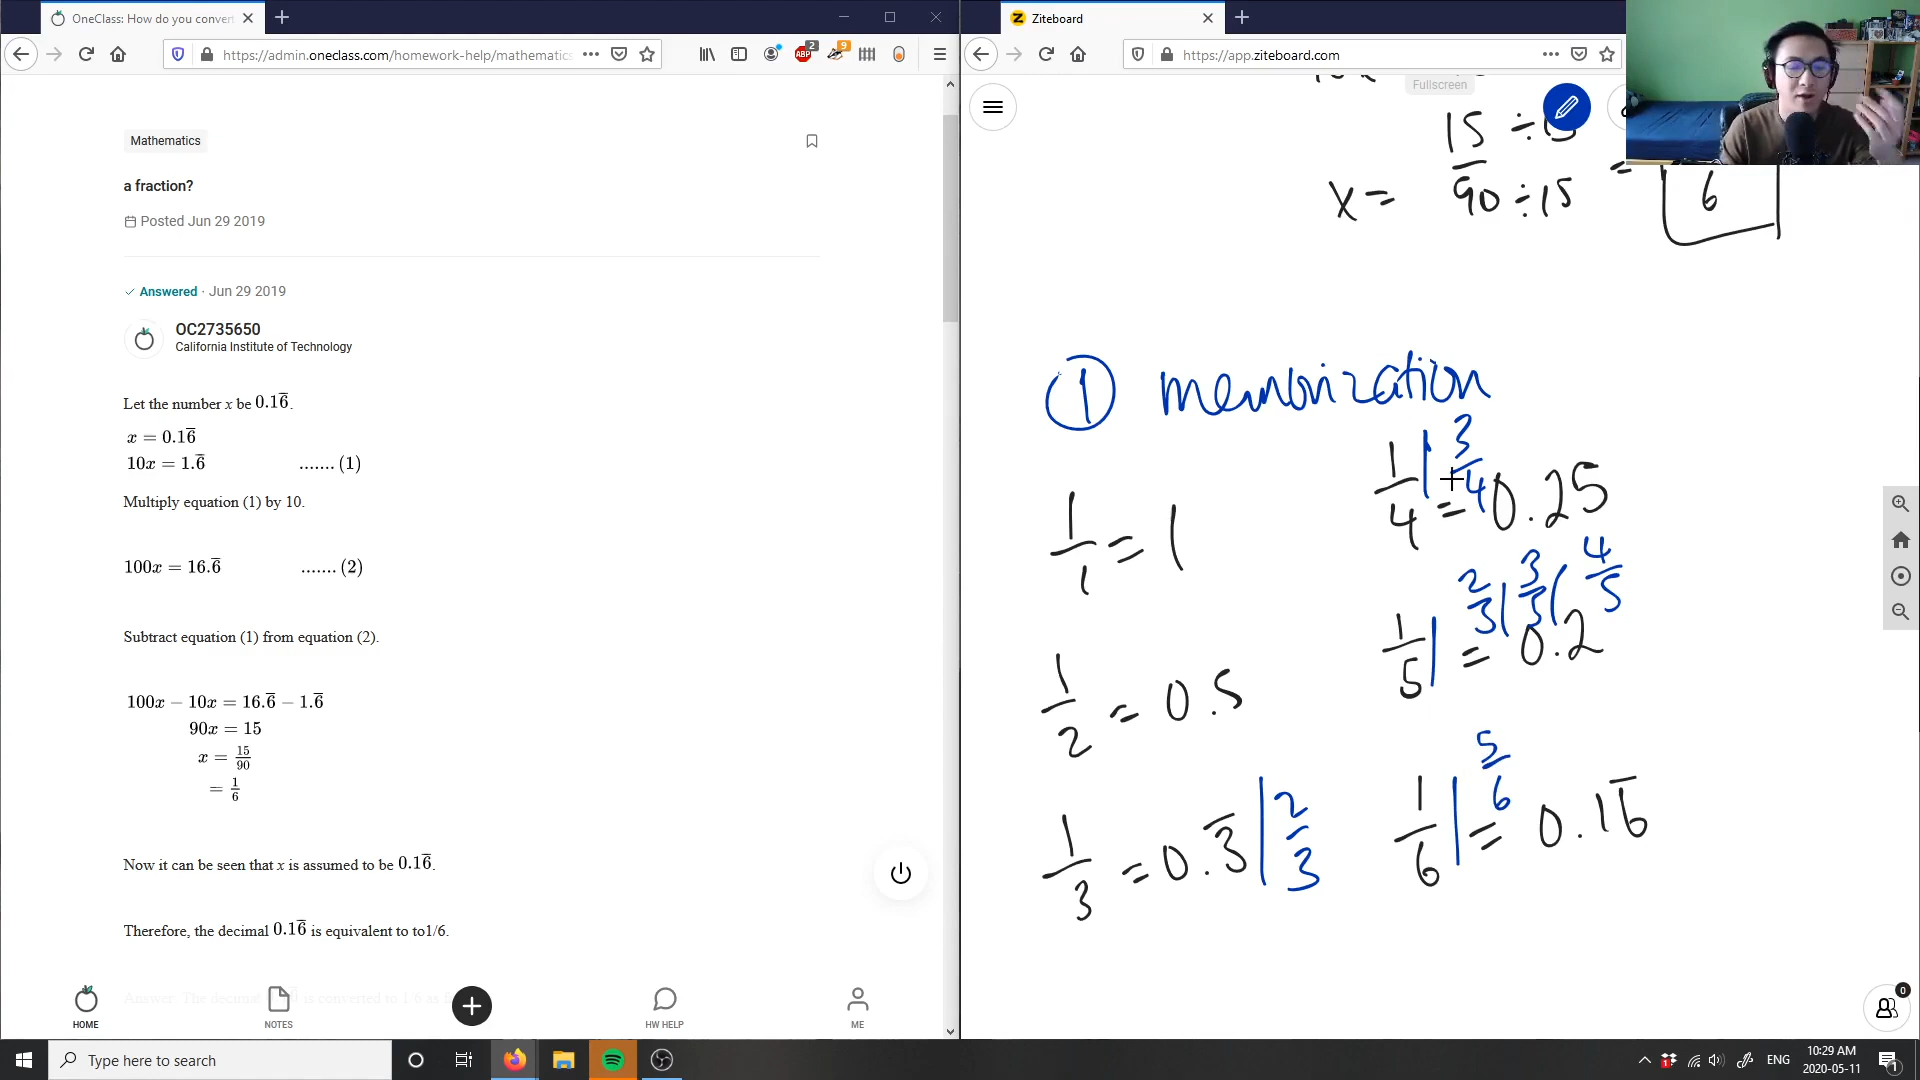 OneClass: How do you convert
https://admin.oneclass.com/homework-help/mathematics
2
9
Mathematics
a fraction?
Posted Jun 29 2019
Answered · Jun 29 2019
OC2735650
California Institute of Technology
Let the number x be 0.16̅.
x = 0.16̅
10x = 1.6̅ ....... (1)
Multiply equation (1) by 10.
100x = 16.6̅ ....... (2)
Subtract equation (1) from equation (2).
100x − 10x = 16.6̅ − 1.6̅
90x = 15
x = 15/90
= 1/6
Now it can be seen that x is assumed to be 0.16̅.
Therefore, the decimal 0.16̅ is equivalent to to1/6.
HOME
NOTES
HW HELP
ME
Ziteboard
https://app.ziteboard.com
Fullscreen
15 ÷15
x = 90 ÷15 =
6
① memorization
1/1 = 1
1/2 = 0.5
1/3 = 0.3̅ | 2/3
1/4 | 3/4 = 0.25
1/5 | 2/5 | 3/5 | 4/5 = 0.2
1/6 | 5/6 = 0.16̅
0
Type here to search
ENG
10:29 AM
2020-05-11
1